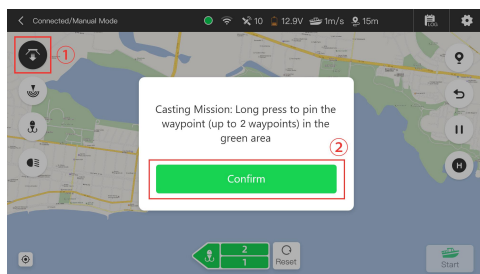 Connected/Manual Mode 10 12.9V 1m/s 15m LOG
①
Casting Mission: Long press to pin the
waypoint (up to 2 waypoints) in the
green area
②
Confirm
H
2
1
Reset
Start